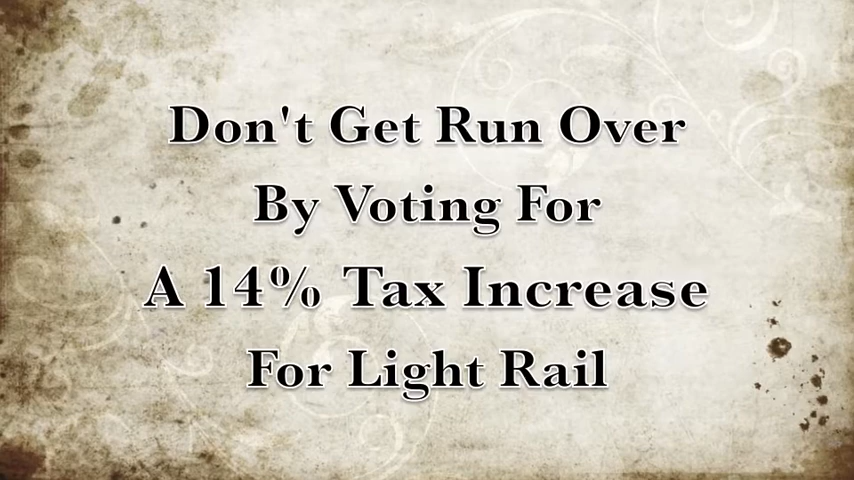 Don't Get Run Over
By Voting For
A 14% Tax Increase
For Light Rail